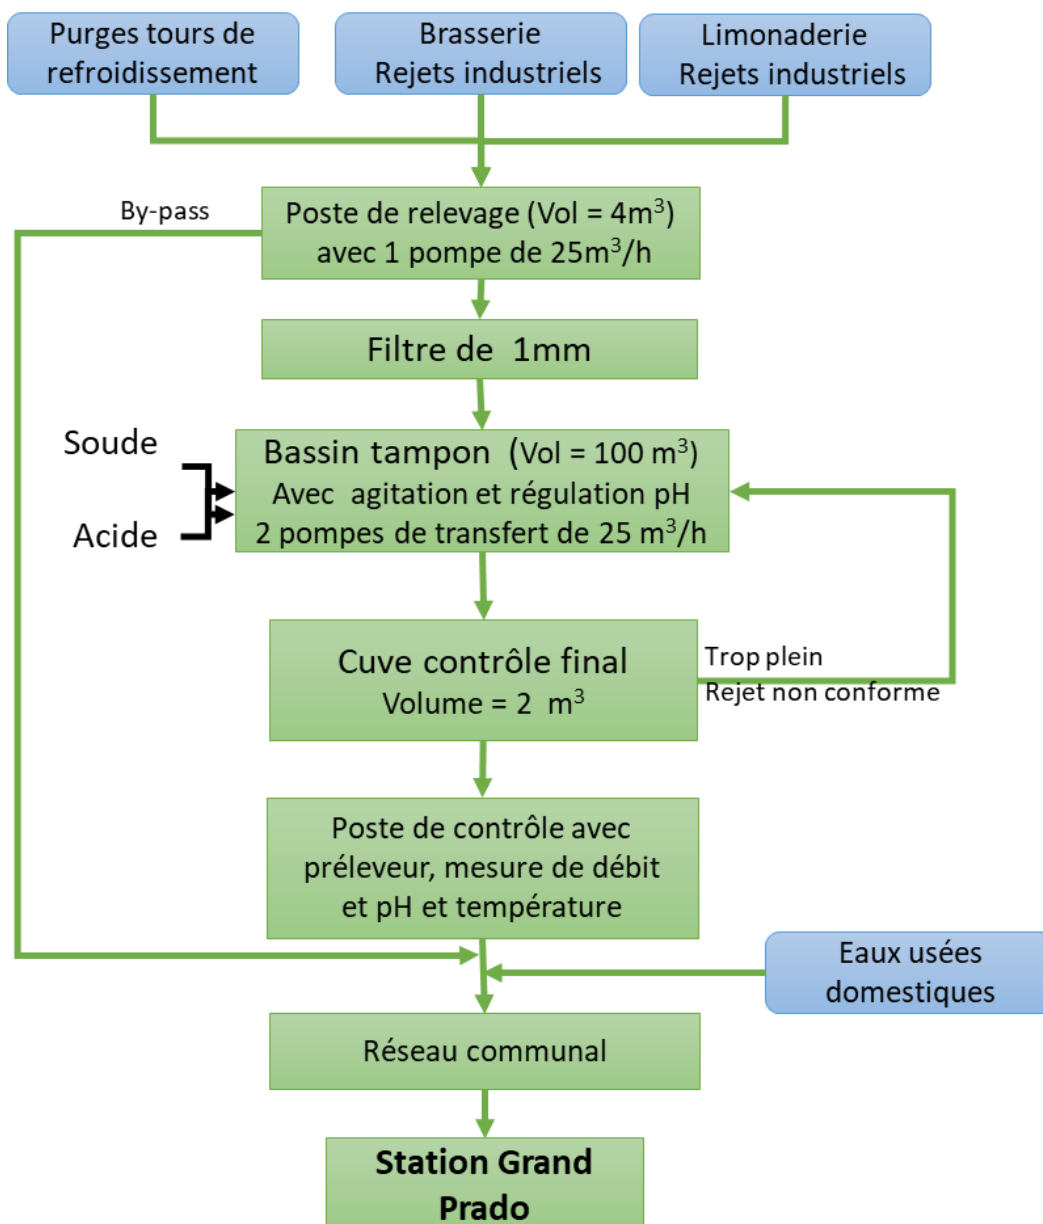 Purges tours de
refroidissement
Brasserie
Rejets industriels
Limonaderie
Rejets industriels
By-pass
Poste de relevage (Vol = 4m³)
avec 1 pompe de 25m³/h
Filtre de 1mm
Soude
Acide
Bassin tampon (Vol = 100 m³)
Avec agitation et régulation pH
2 pompes de transfert de 25 m³/h
Cuve contrôle final
Volume = 2 m³
Trop plein
Rejet non conforme
Poste de contrôle avec
préleveur, mesure de débit
et pH et température
Eaux usées
domestiques
Réseau communal
Station Grand
Prado